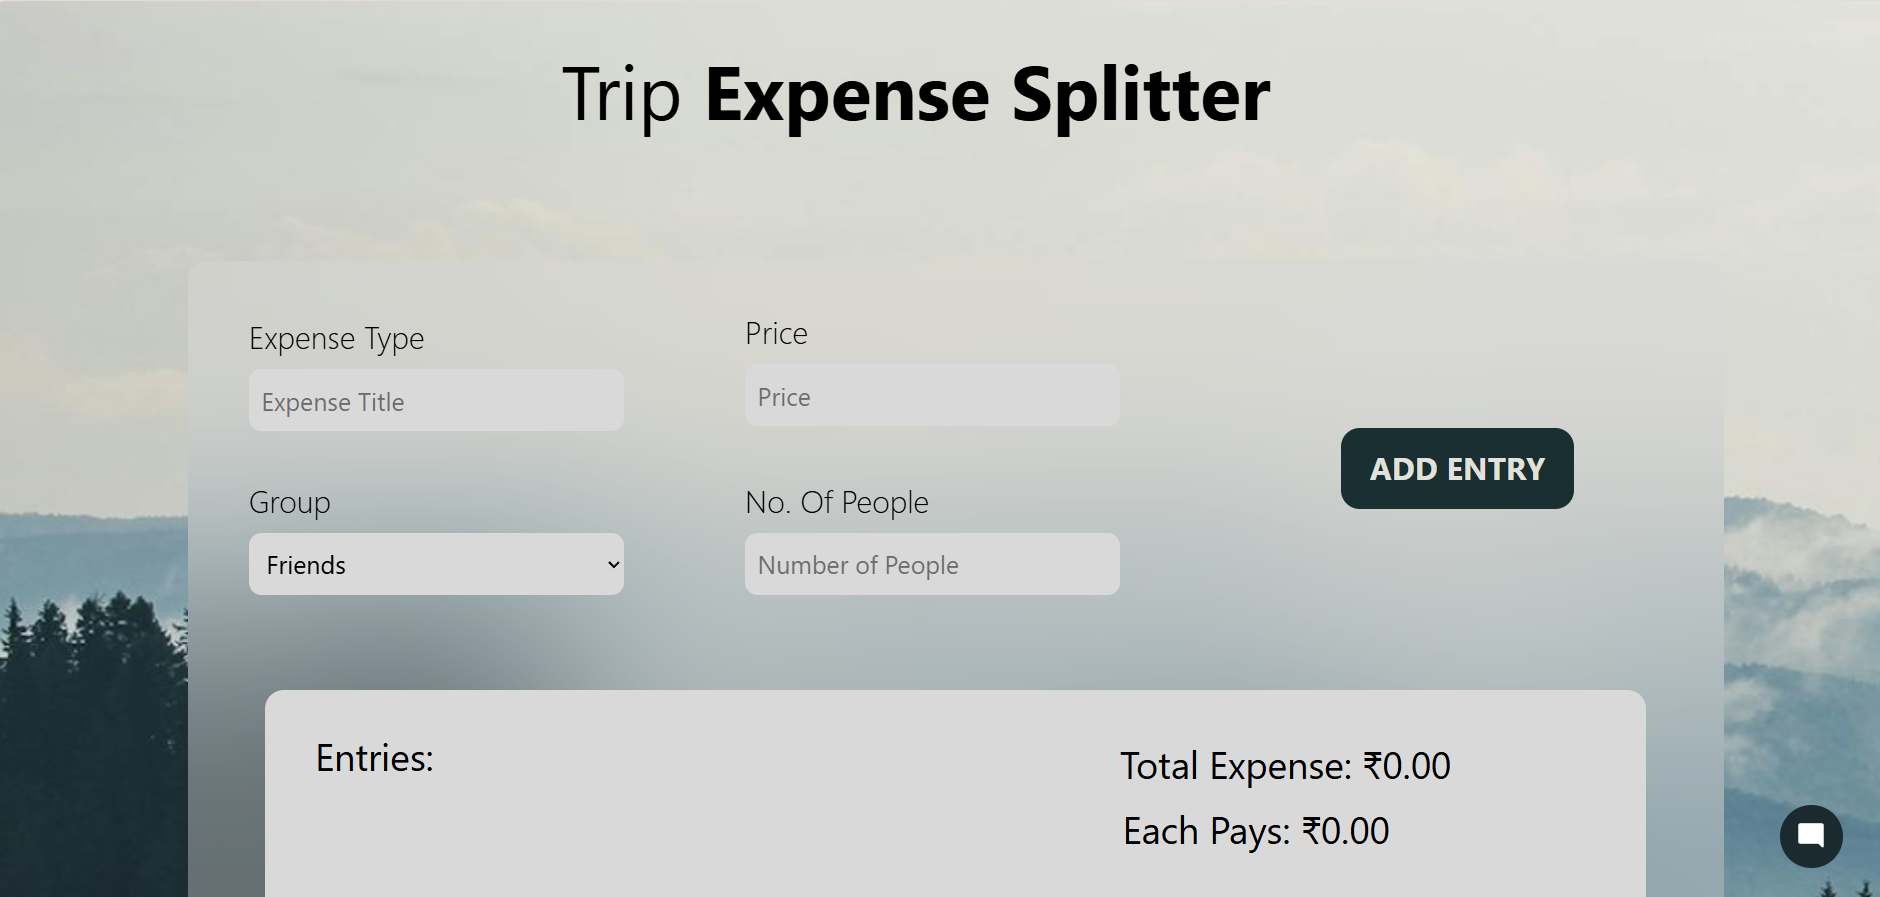 Trip Expense Splitter
Expense Type
Expense Title
Price
Price
Group
Friends
No. Of People
Number of People
ADD ENTRY
Entries:
Total Expense: ₹0.00
Each Pays: ₹0.00